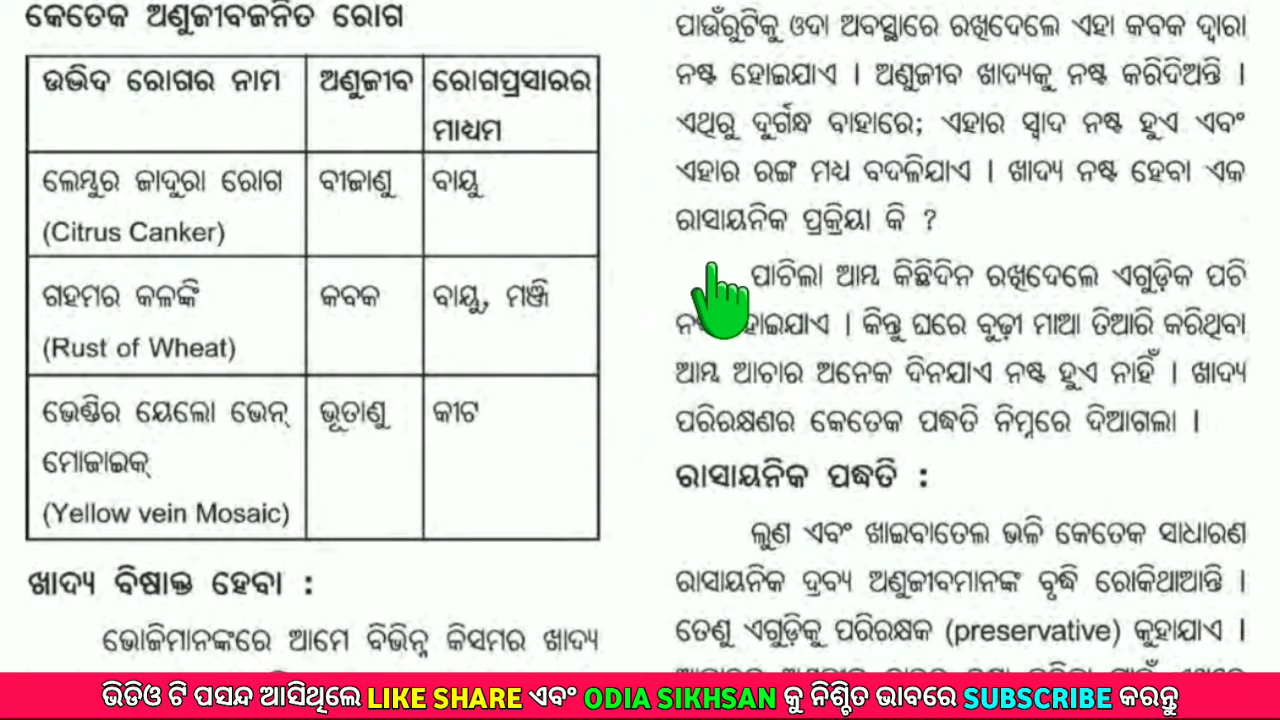 କେତେକ ଅଣୁଜୀବଜନିତ ରୋଗ
ଉଦ୍ଭିଦ ରୋଗର ନାମ ଅଣୁଜୀବ ରୋଗପ୍ରସାରର
ମାଧ୍ୟମ
ଲେମ୍ବୁର ଜାଦୁରା ରୋଗ ବୀଜାଣୁ ବାୟୁ
(Citrus Canker)
ଗହମର କଳଙ୍କି କବକ ବାୟୁ, ମଞ୍ଜି
(Rust of Wheat)
ଭେଣ୍ଡିର ୟେଲୋ ଭେନ୍ ଭୂତାଣୁ କୀଟ
ମୋଜାଇକ୍
(Yellow vein Mosaic)
ଖାଦ୍ୟ ବିଷାକ୍ତ ହେବା :
ଭୋଜିମାନଙ୍କରେ ଆମେ ବିଭିନ୍ନ କିସମର ଖାଦ୍ୟ
ପାଉଁରୁଟିକୁ ଓଦା ଅବସ୍ଥାରେ ରଖିଦେଲେ ଏହା କବକ ଦ୍ୱାରା
ନଷ୍ଟ ହୋଇଯାଏ । ଅଣୁଜୀବ ଖାଦ୍ୟକୁ ନଷ୍ଟ କରିଦିଅନ୍ତି ।
ଏଥିରୁ ଦୁର୍ଗନ୍ଧ ବାହାରେ; ଏହାର ସ୍ୱାଦ ନଷ୍ଟ ହୁଏ ଏବଂ
ଏହାର ରଙ୍ଗ ମଧ୍ୟ ବଦଳିଯାଏ । ଖାଦ୍ୟ ନଷ୍ଟ ହେବା ଏକ
ରାସାୟନିକ ପ୍ରକ୍ରିୟା କି ?
ପାଚିଲା ଆମ୍ବ କିଛିଦିନ ରଖିଦେଲେ ଏଗୁଡ଼ିକ ପଚି
ହୋଇଯାଏ । କିନ୍ତୁ ଘରେ ବୁଢ଼ୀ ମାଆ ତିଆରି କରିଥିବା
ଆମ୍ବ ଆଚାର ଅନେକ ଦିନଯାଏ ନଷ୍ଟ ହୁଏ ନାହିଁ । ଖାଦ୍ୟ
ପରିରକ୍ଷଣର କେତେକ ପଦ୍ଧତି ନିମ୍ନରେ ଦିଆଗଲା ।
ରାସାୟନିକ ପଦ୍ଧତି :
ଲୁଣ ଏବଂ ଖାଇବାତେଲ ଭଳି କେତେକ ସାଧାରଣ
ରାସାୟନିକ ଦ୍ରବ୍ୟ ଅଣୁଜୀବମାନଙ୍କ ବୃଦ୍ଧି ରୋକିଥାଆନ୍ତି ।
ତେଣୁ ଏଗୁଡ଼ିକୁ ପରିରକ୍ଷକ (preservative) କୁହାଯାଏ ।
ଭିଡିଓ ଟି ପସନ୍ଦ ଆସିଥିଲେ LIKE SHARE ଏବଂ ODIA SIKHSAN କୁ ନିଶ୍ଚିତ ଭାବରେ SUBSCRIBE କରନ୍ତୁ